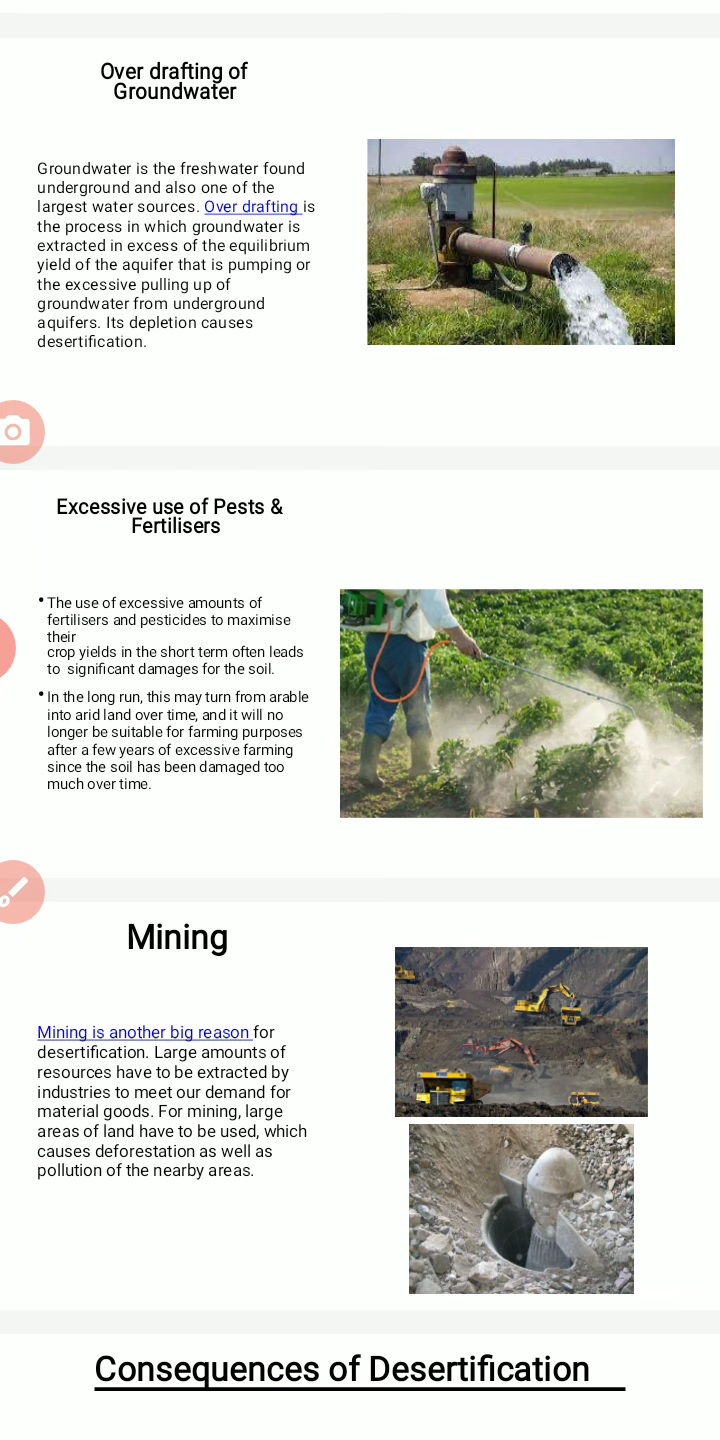 Over drafting of
Groundwater
Groundwater is the freshwater found
underground and also one of the
largest water sources. Over drafting is
the process in which groundwater is
extracted in excess of the equilibrium
yield of the aquifer that is pumping or
the excessive pulling up of
groundwater from underground
aquifers. Its depletion causes
desertification.
Excessive use of Pests &
Fertilisers
• The use of excessive amounts of
fertilisers and pesticides to maximise
their
crop yields in the short term often leads
to  significant damages for the soil.
• In the long run, this may turn from arable
into arid land over time, and it will no
longer be suitable for farming purposes
after a few years of excessive farming
since the soil has been damaged too
much over time.
Mining
Mining is another big reason for
desertification. Large amounts of
resources have to be extracted by
industries to meet our demand for
material goods. For mining, large
areas of land have to be used, which
causes deforestation as well as
pollution of the nearby areas.
Consequences of Desertification